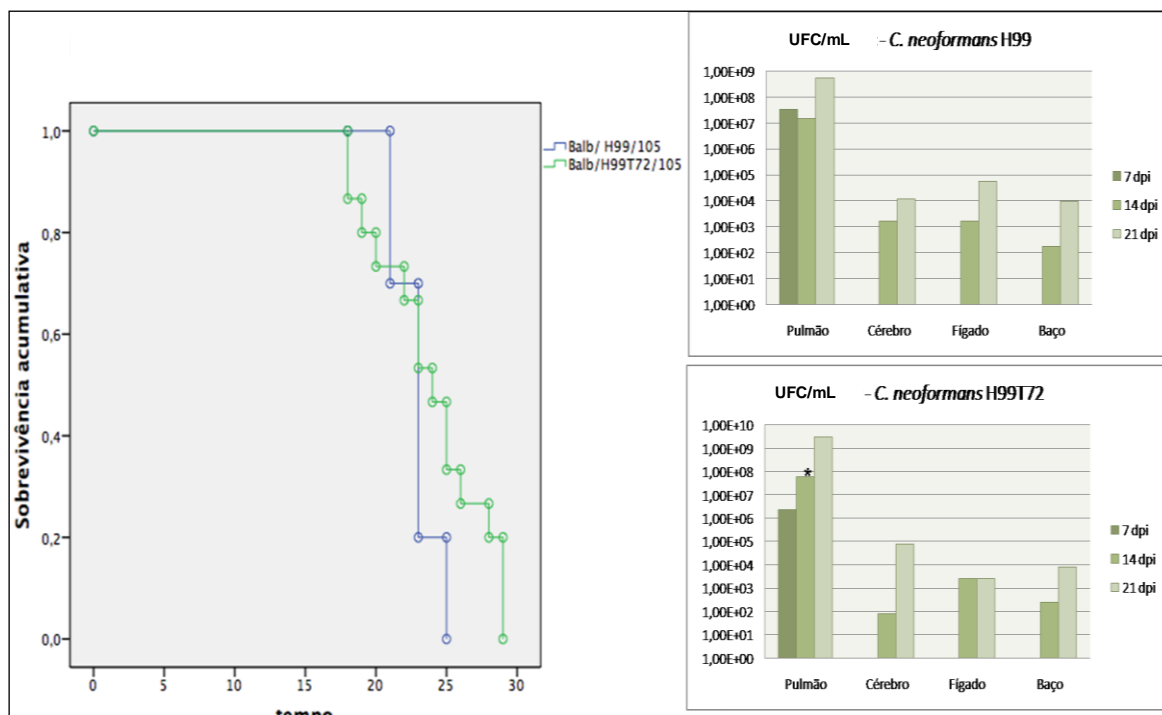 Sobrevivência acumulativa
1,0
0,8
0,6
0,4
0,2
0,0
0 5 10 15 20 25 30
tempo
Balb/ H99/105
Balb/H99T72/105
UFC/mL - C. neoformans H99
1,00E+09
1,00E+08
1,00E+07
1,00E+06
1,00E+05
1,00E+04
1,00E+03
1,00E+02
1,00E+01
1,00E+00
Pulmão Cérebro Fígado Baço
7 dpi
14 dpi
21 dpi
UFC/mL - C. neoformans H99T72
1,00E+10
1,00E+09
1,00E+08
1,00E+07
1,00E+06
1,00E+05
1,00E+04
1,00E+03
1,00E+02
1,00E+01
1,00E+00
*
Pulmão Cérebro Fígado Baço
7 dpi
14 dpi
21 dpi